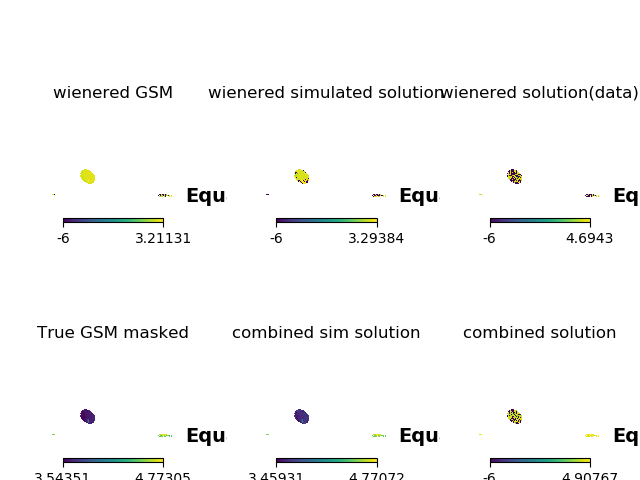 wienered GSM
wienered simulated solution
wienered solution(data)
Equ
Equ
Eq
-6 3.21131
-6 3.29384
-6 4.6943
True GSM masked
combined sim solution
combined solution
Equ
Equ
Eq
3.54351 4.77305
3.45931 4.77072
-6 4.90767